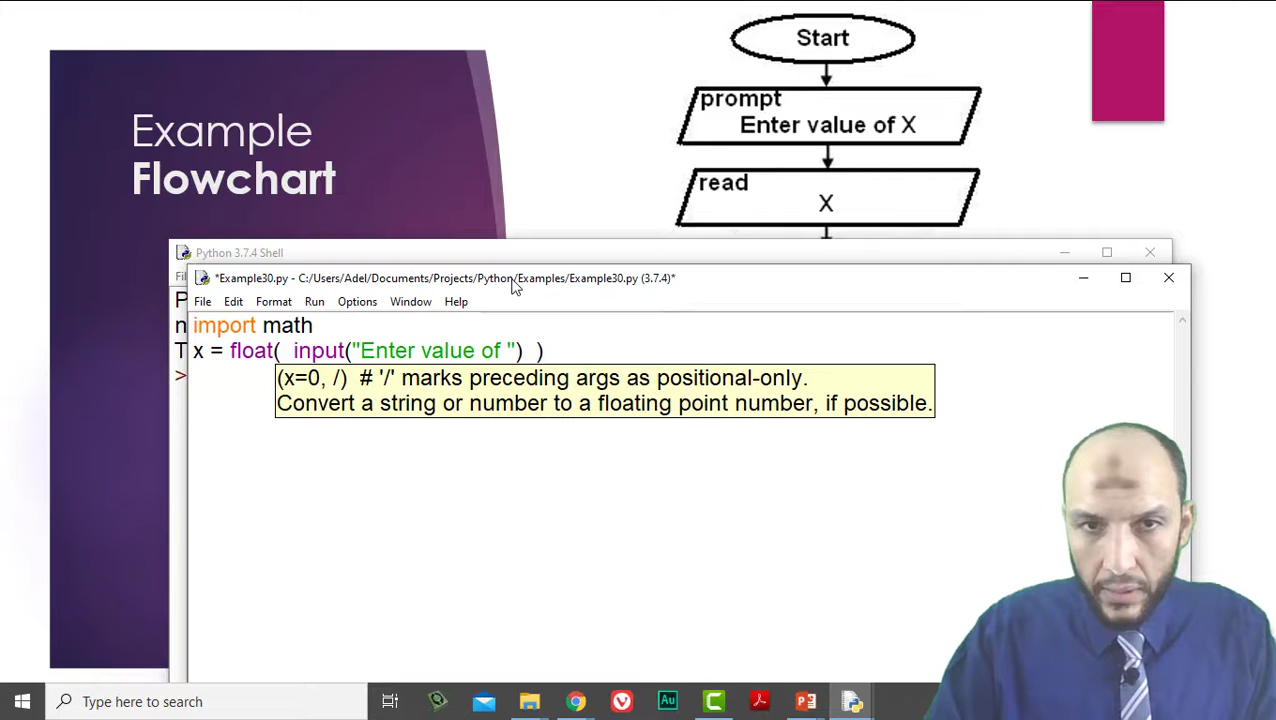 Start
prompt
Enter value of X
read
X
Example
Flowchart
Python 3.7.4 Shell
*Example30.py - C:/Users/Adel/Documents/Projects/Python/Examples/Example30.py (3.7.4)*
File Edit Format Run Options Window Help
import math
x = float(  input("Enter value of ")  )
(x=0, /)  # '/' marks preceding args as positional-only.
Convert a string or number to a floating point number, if possible.
Type here to search
Au